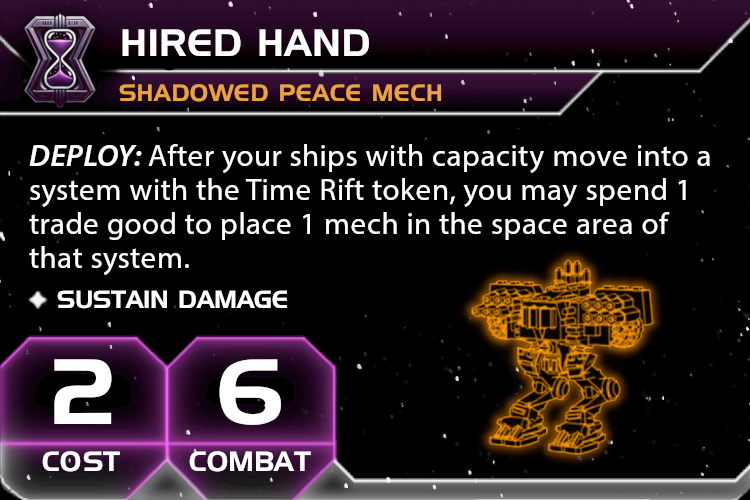 HIRED HAND
SHADOWED PEACE MECH
DEPLOY: After your ships with capacity move into a
system with the Time Rift token, you may spend 1
trade good to place 1 mech in the space area of
that system.
SUSTAIN DAMAGE
2 6
COST COMBAT